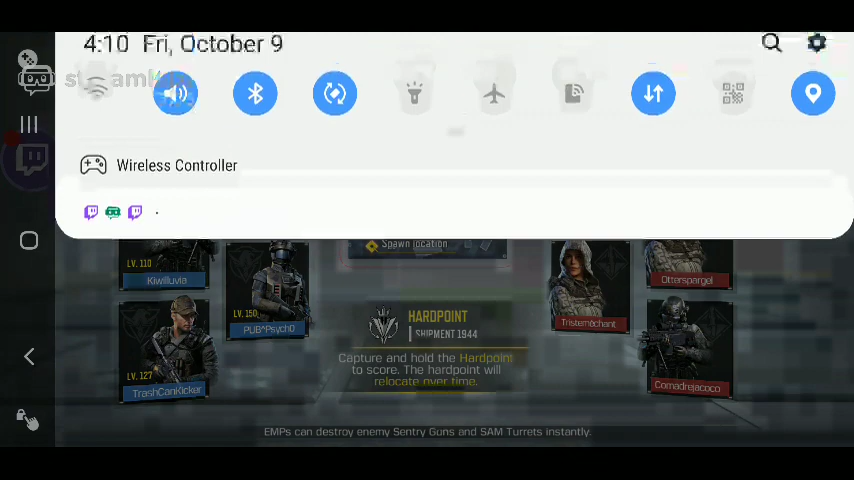 4:10 Fri, October 9
Wireless Controller
Spawn location
LV. 110
Kiwilluvia
LV. 150
PUB^Psych0
LV. 127
TrashCanKicker
HARDPOINT
SHIPMENT 1944
Capture and hold the Hardpoint
to score. The hardpoint will
relocate over time.
Tristemèchant
Otterspargel
Comadrejacoco
EMPs can destroy enemy Sentry Guns and SAM Turrets instantly.